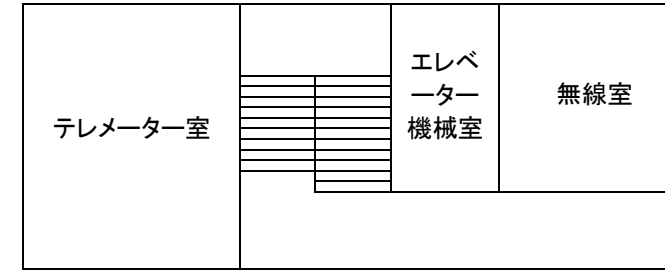 テレメーター室
エレベ
ーター
機械室
無線室